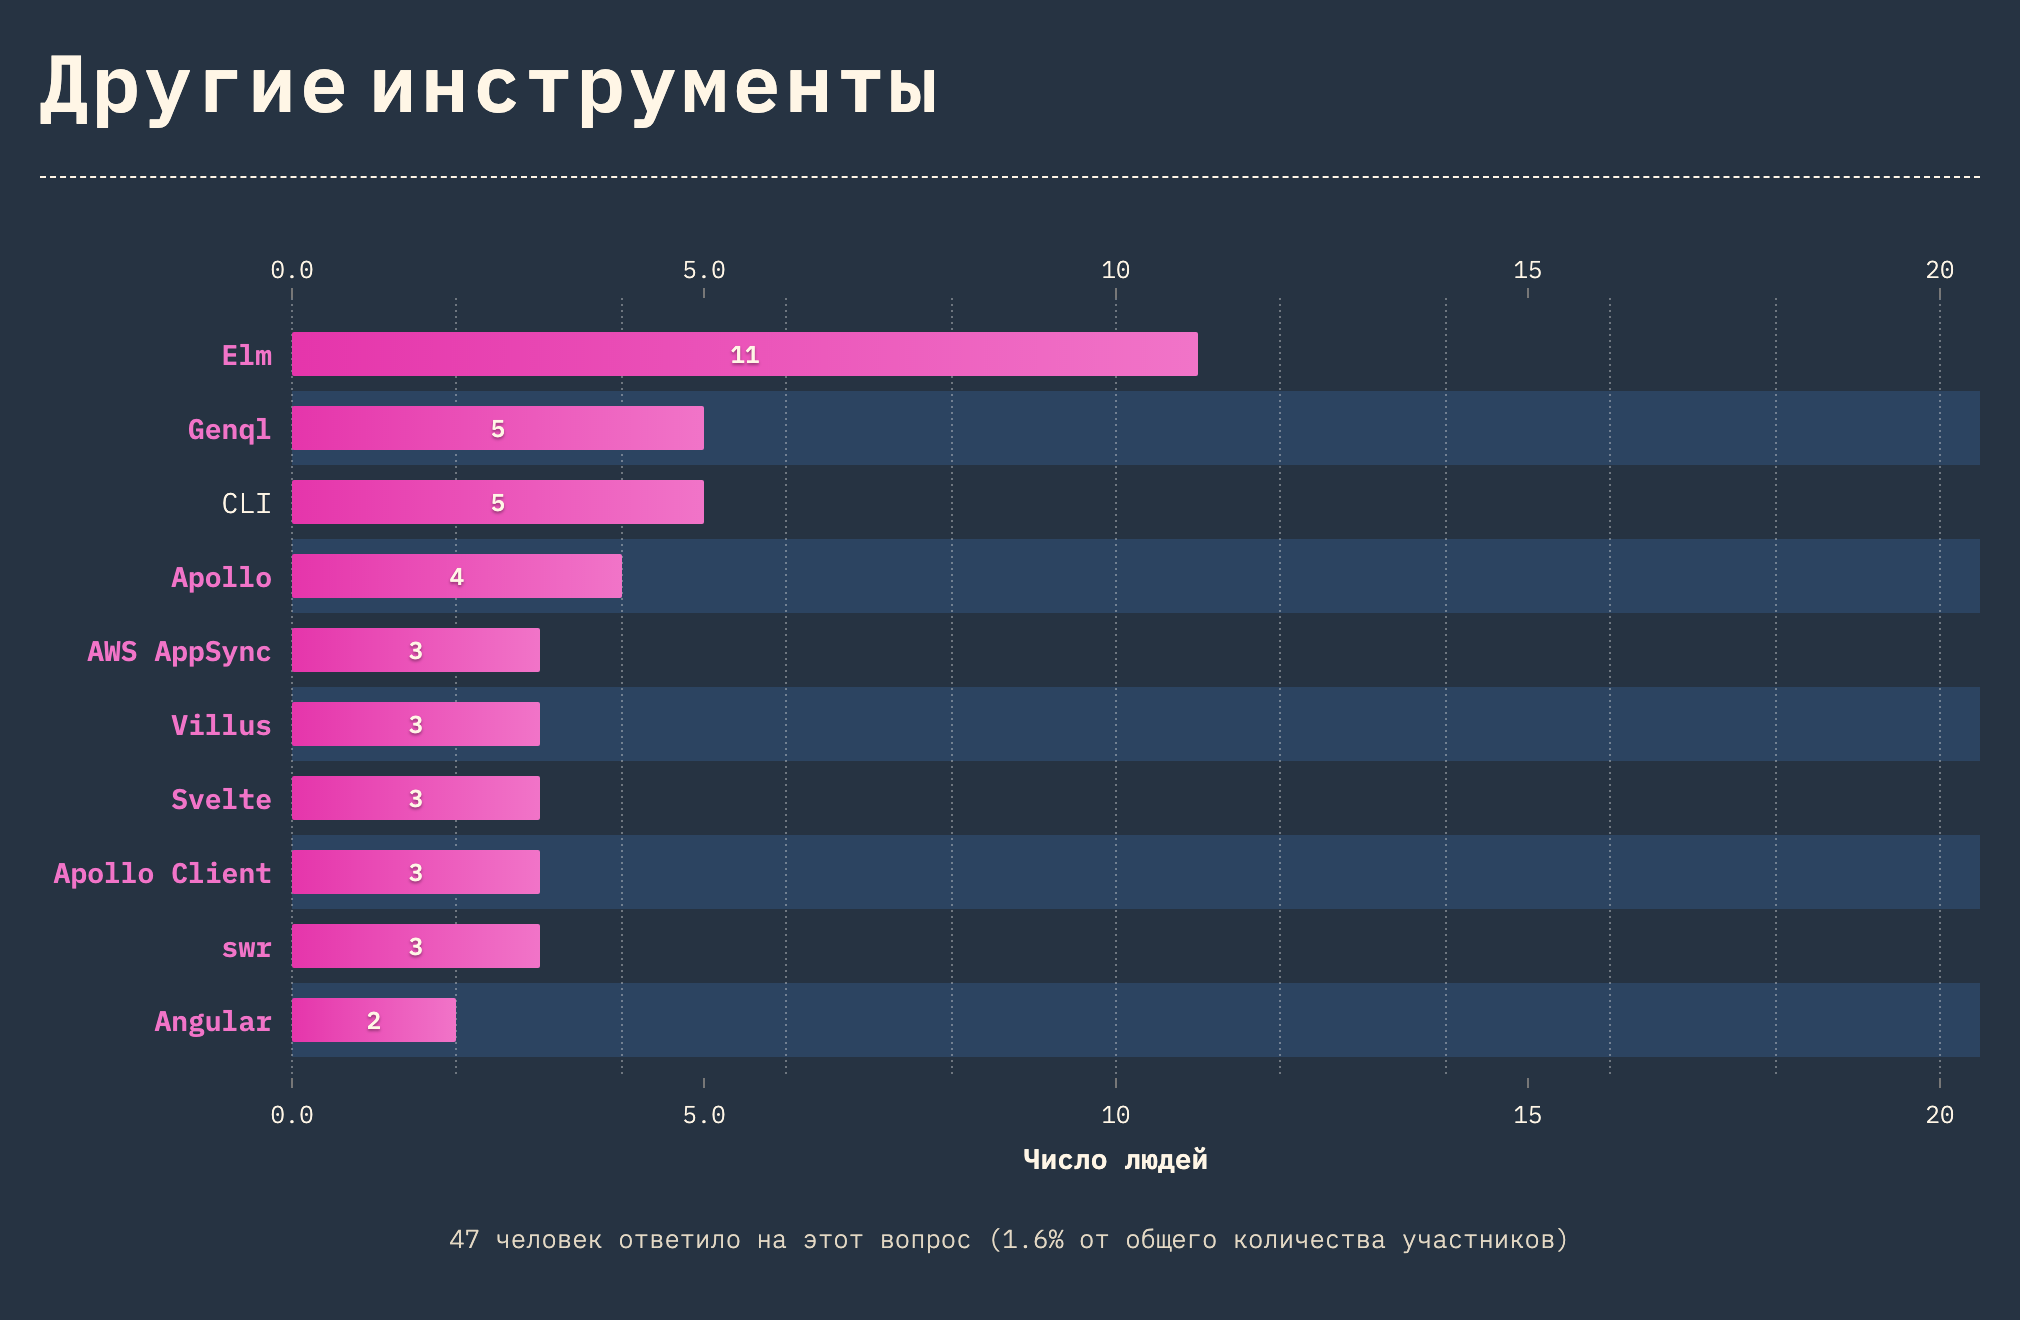 Другие инструменты
0.0 5.0 10 15 20
Elm 11
Genql 5
CLI 5
Apollo 4
AWS AppSync 3
Villus 3
Svelte 3
Apollo Client 3
swr 3
Angular 2
0.0 5.0 10 15 20
Число людей
47 человек ответило на этот вопрос (1.6% от общего количества участников)